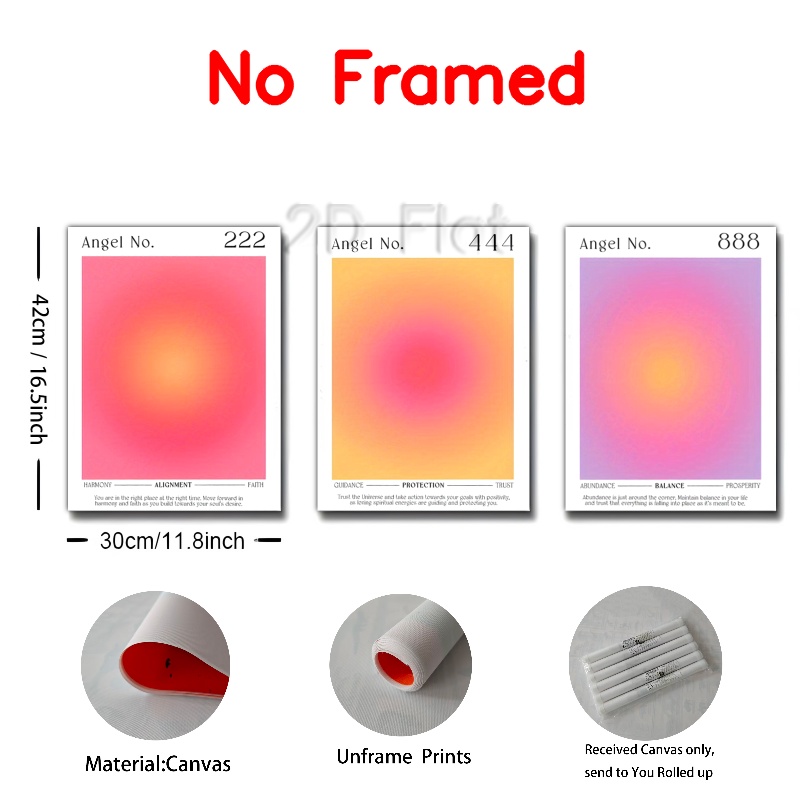 No Framed
2D Flat
Angel No. 222
Angel No. 444
Angel No. 888
42cm / 16.5inch
HARMONY ALIGNMENT FAITH
You are in the right place at the right time. Move forward in
harmony and faith as you build towards your soul's desire.
GUIDANCE PROTECTION TRUST
Trust the Universe and take action towards your goals with positivity,
as loving spiritual energies are guiding and protecting you.
ABUNDANCE BALANCE PROSPERITY
Abundance is just around the corner. Maintain balance in your life
and trust that everything is falling into place as it's meant to be.
30cm/11.8inch
Material:Canvas
Unframe Prints
Received Canvas only,
send to You Rolled up